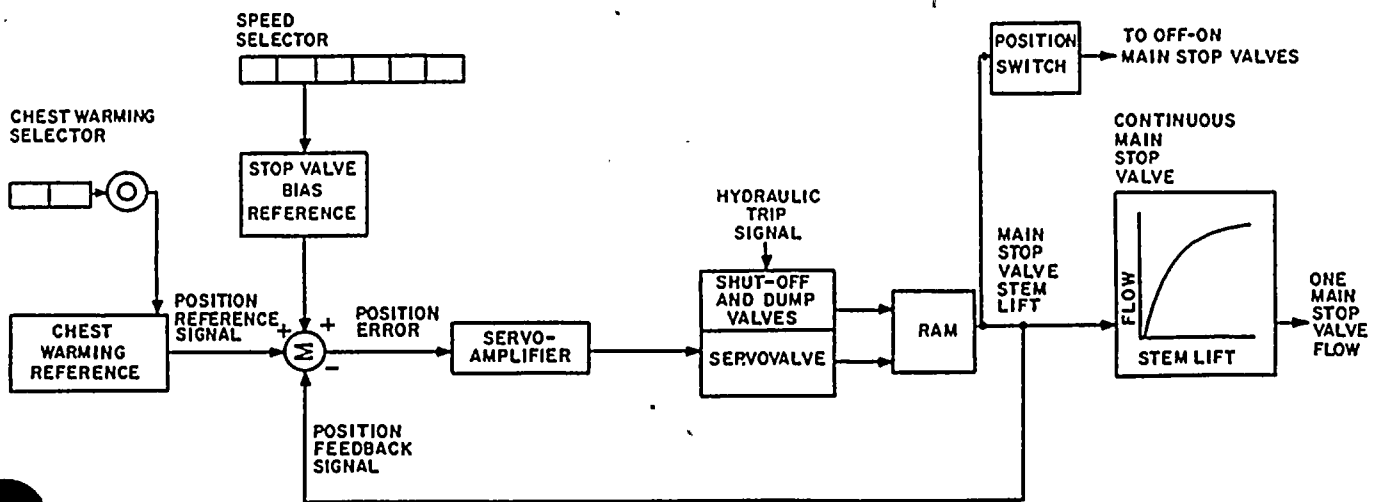 SPEED
SELECTOR
POSITION
SWITCH
TO OFF-ON
MAIN STOP VALVES
CHEST WARMING
SELECTOR
STOP VALVE
BIAS
REFERENCE
CONTINUOUS
MAIN
STOP
VALVE
HYDRAULIC
TRIP
SIGNAL
MAIN
STOP
VALVE
STEM
LIFT
POSITION
REFERENCE
SIGNAL
+
+
-
M
POSITION
ERROR
CHEST
WARMING
REFERENCE
SERVO-
AMPLIFIER
SHUT-OFF
AND DUMP
VALVES
SERVOVALVE
RAM
FLOW
STEM LIFT
ONE
MAIN
STOP
VALVE
FLOW
POSITION
FEEDBACK
SIGNAL